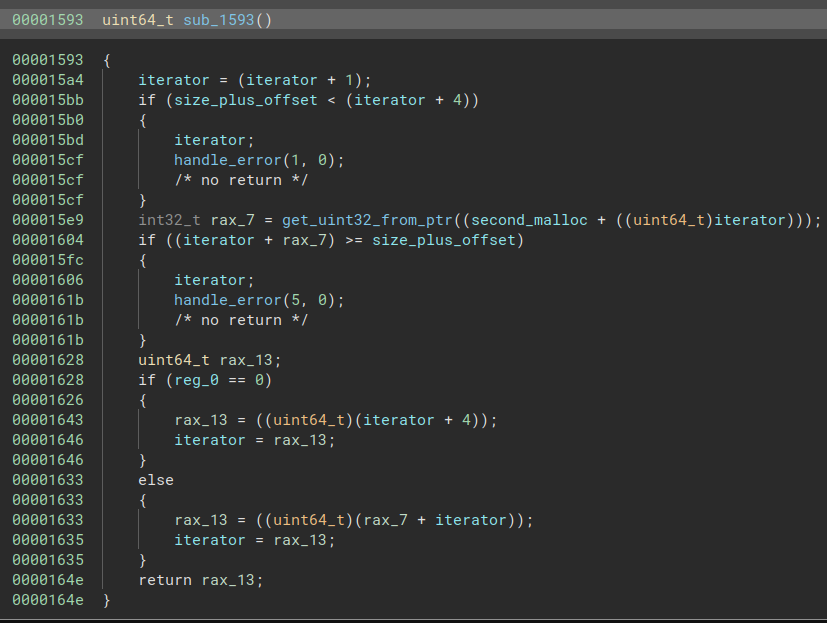 00001593 uint64_t sub_1593()
00001593 {
000015a4 iterator = (iterator + 1);
000015bb if (size_plus_offset < (iterator + 4))
000015b0 {
000015bd iterator;
000015cf handle_error(1, 0);
000015cf /* no return */
000015cf }
000015e9 int32_t rax_7 = get_uint32_from_ptr((second_malloc + ((uint64_t)iterator)));
00001604 if ((iterator + rax_7) >= size_plus_offset)
000015fc {
00001606 iterator;
0000161b handle_error(5, 0);
0000161b /* no return */
0000161b }
00001628 uint64_t rax_13;
00001628 if (reg_0 == 0)
00001626 {
00001643 rax_13 = ((uint64_t)(iterator + 4));
00001646 iterator = rax_13;
00001646 }
00001633 else
00001633 {
00001633 rax_13 = ((uint64_t)(rax_7 + iterator));
00001635 iterator = rax_13;
00001635 }
0000164e return rax_13;
0000164e }